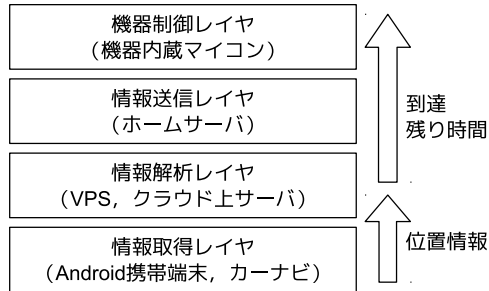 機器制御レイヤ
（機器内蔵マイコン）
情報送信レイヤ
（ホームサーバ）
到達
残り時間
情報解析レイヤ
（VPS，クラウド上サーバ）
情報取得レイヤ
（Android携帯端末，カーナビ）
位置情報